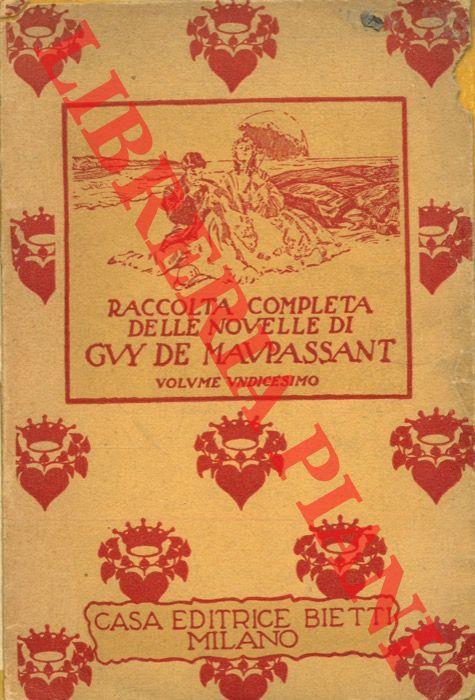 RACCOLTA COMPLETA
DELLE NOVELLE DI
GVY DE MAVPASSANT
VOLVME VNDICESIMO
CASA EDITRICE BIETTI
MILANO
LIBRERIA PIANI